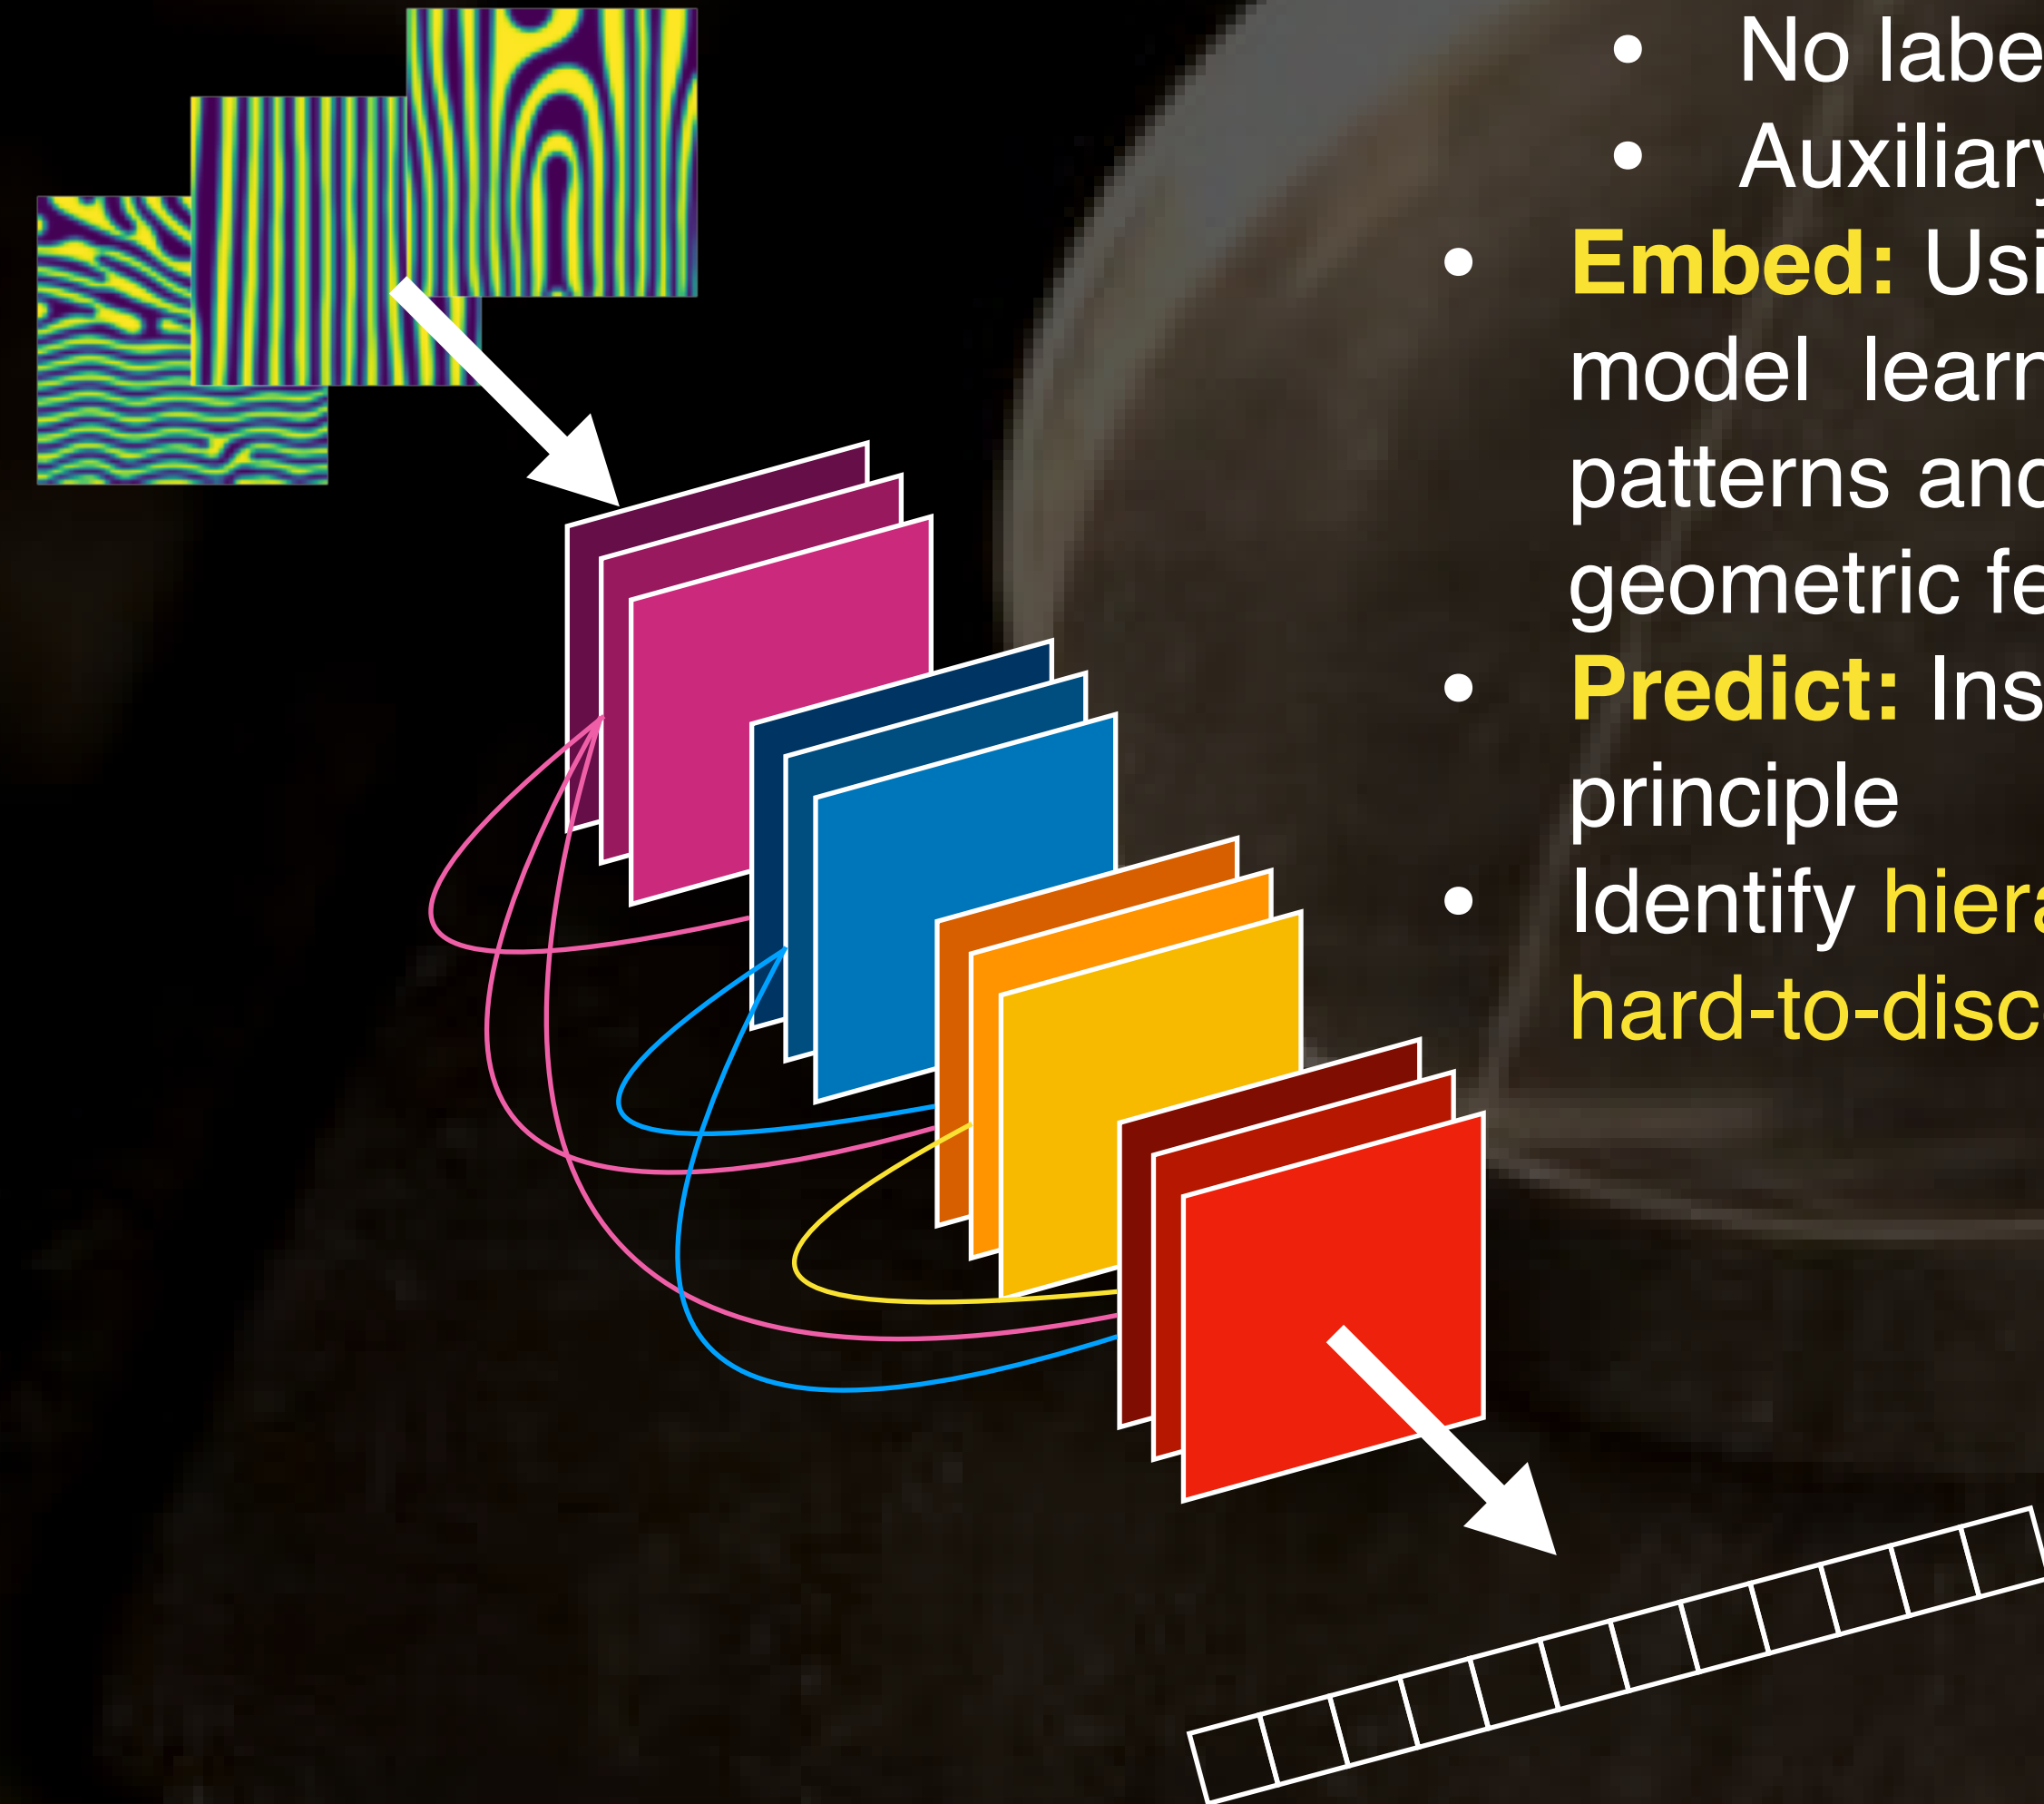 • No labe
• Auxiliary
• Embed: Usi
model learn
patterns and
geometric fe
• Predict: Ins
principle
• Identify hiera
hard-to-disc